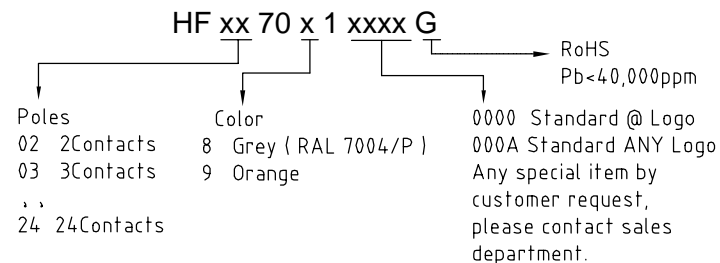 HF xx 70 x 1 xxxx G
RoHS
Pb<40,000ppm
Poles
02 2Contacts
03 3Contacts
، ،
24 24Contacts
Color
8 Grey ( RAL 7004/P )
9 Orange
0000 Standard @ Logo
000A Standard ANY Logo
Any special item by
customer request,
please contact sales
department.